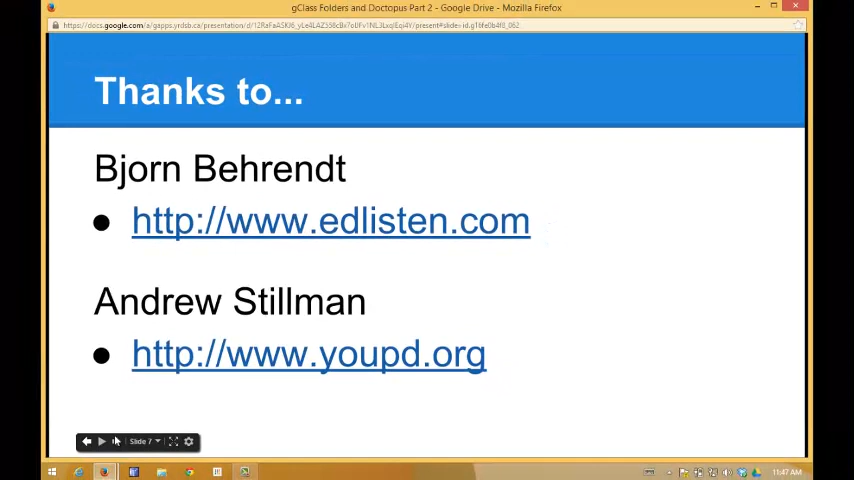 gClass Folders and Doctopus Part 2 - Google Drive - Mozilla Firefox
Thanks to...
Bjorn Behrendt
● http://www.edlisten.com
Andrew Stillman
● http://www.youpd.org
Slide 7
11:47 AM